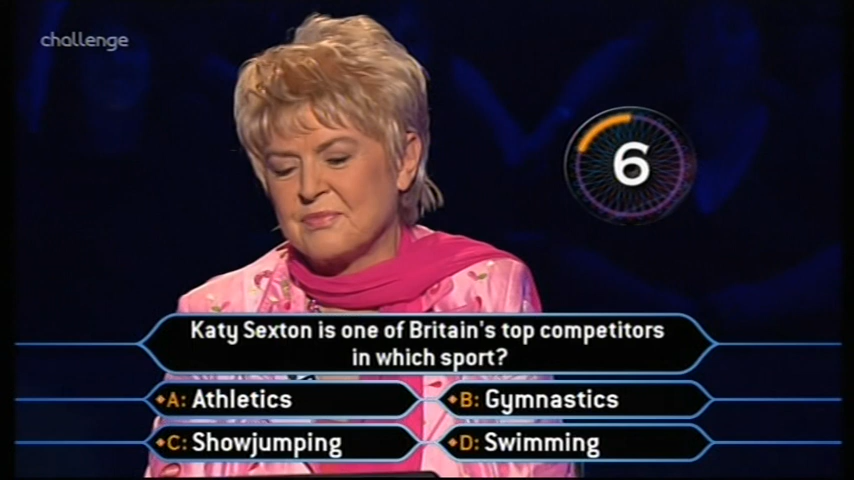 challenge
6
Katy Sexton is one of Britain's top competitors
in which sport?
A: Athletics
B: Gymnastics
C: Showjumping
D: Swimming